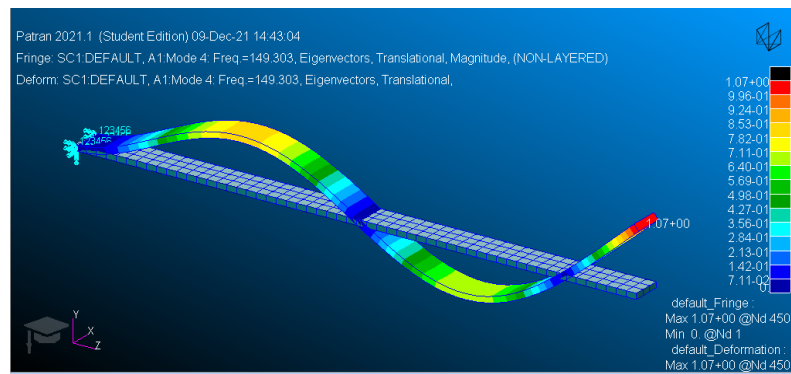 Patran 2021.1 (Student Edition) 09-Dec-21 14:43:04
Fringe: SC1:DEFAULT, A1:Mode 4: Freq.=149.303, Eigenvectors, Translational, Magnitude, (NON-LAYERED)
Deform: SC1:DEFAULT, A1:Mode 4: Freq.=149.303, Eigenvectors, Translational,
1.07+00
9.96-01
9.24-01
8.53-01
7.82-01
7.11-01
6.40-01
5.69-01
4.98-01
4.27-01
3.56-01
2.84-01
2.13-01
1.42-01
7.11-02
0.
123456
123456
1.07+00
default_Fringe :
Max 1.07+00 @Nd 450
Min 0. @Nd 1
default_Deformation :
Max 1.07+00 @Nd 450
Y
X
Z